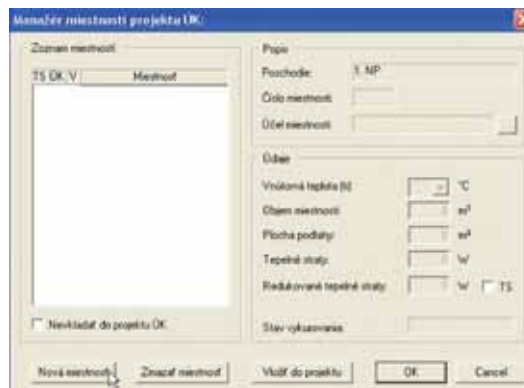 Manažér miestností projektu ÚK:
Zoznam miestností
TS ÚK V Miestnosť
Nevkladať do projektu ÚK
Popis
Poschodie: 1. NP
Číslo miestnosti:
Účel miestnosti:
Údaje
Vnútorná teplota (ti): °C
Objem miestnosti: m³
Plocha podlahy: m²
Tepelné straty: W
Redukované tepelné straty: W TS
Stav vykurovania:
Nová miestnosť
Zmazať miestnosť
Vložiť do projektu
OK
Cancel